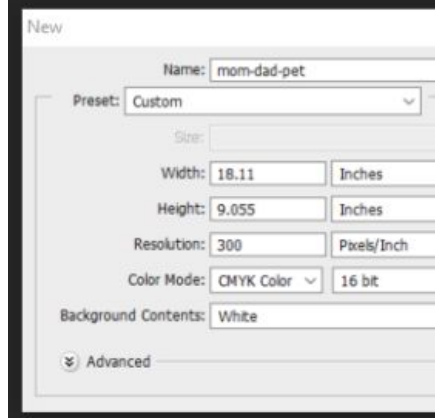 New
Name: mom-dad-pet
Preset: Custom
Size:
Width: 18.11 Inches
Height: 9.055 Inches
Resolution: 300 Pixels/Inch
Color Mode: CMYK Color 16 bit
Background Contents: White
Advanced